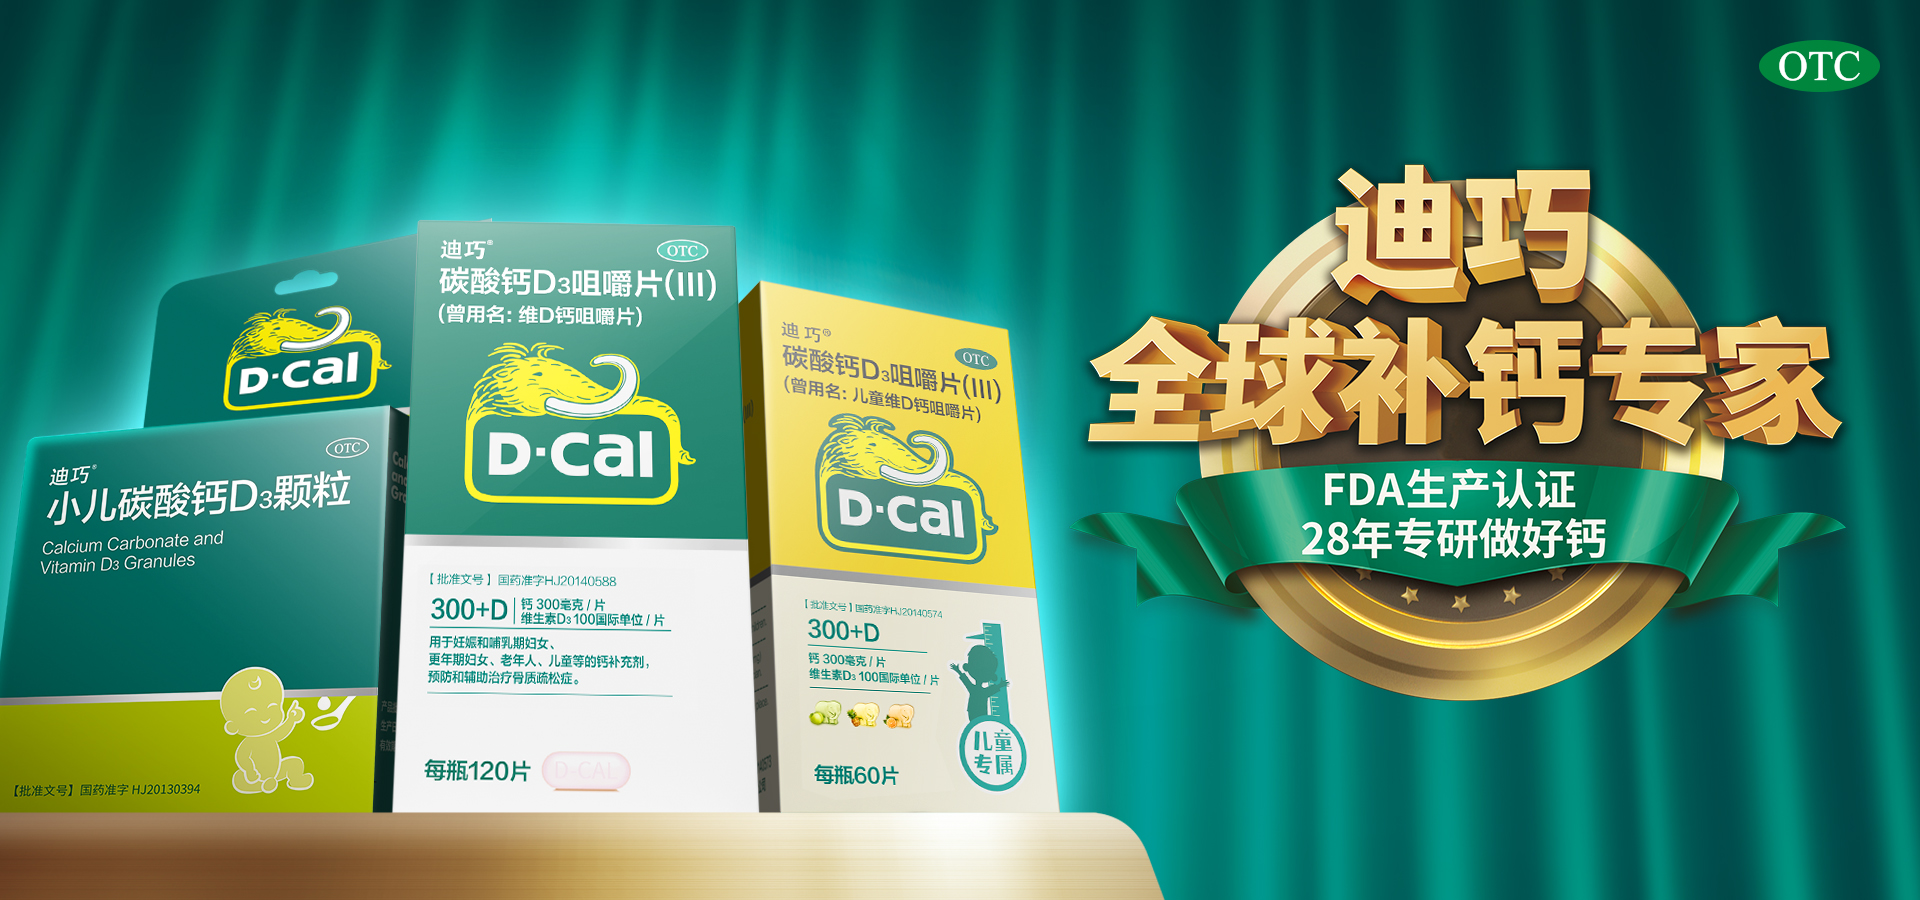 OTC
迪巧
全球补钙专家
FDA生产认证
28年专研做好钙
D·Cal
迪巧®
OTC
小儿碳酸钙D3颗粒
Calcium Carbonate and
Vitamin D3 Granules
【批准文号】国药准字 HJ20130394
迪巧®
OTC
碳酸钙D3咀嚼片(III)
(曾用名: 维D钙咀嚼片)
D·Cal
【批准文号】国药准字HJ20140588
300+D
钙 300毫克 / 片
维生素D3 100国际单位 / 片
用于妊娠和哺乳期妇女、
更年期妇女、老年人、儿童等的钙补充剂,
预防和辅助治疗骨质疏松症。
每瓶120片
D-CAL
迪巧®
OTC
碳酸钙D3咀嚼片(III)
(曾用名: 儿童维D钙咀嚼片)
D·Cal
【批准文号】国药准字HJ20140574
300+D
钙 300毫克 / 片
维生素D3 100国际单位 / 片
儿童
专属
每瓶60片